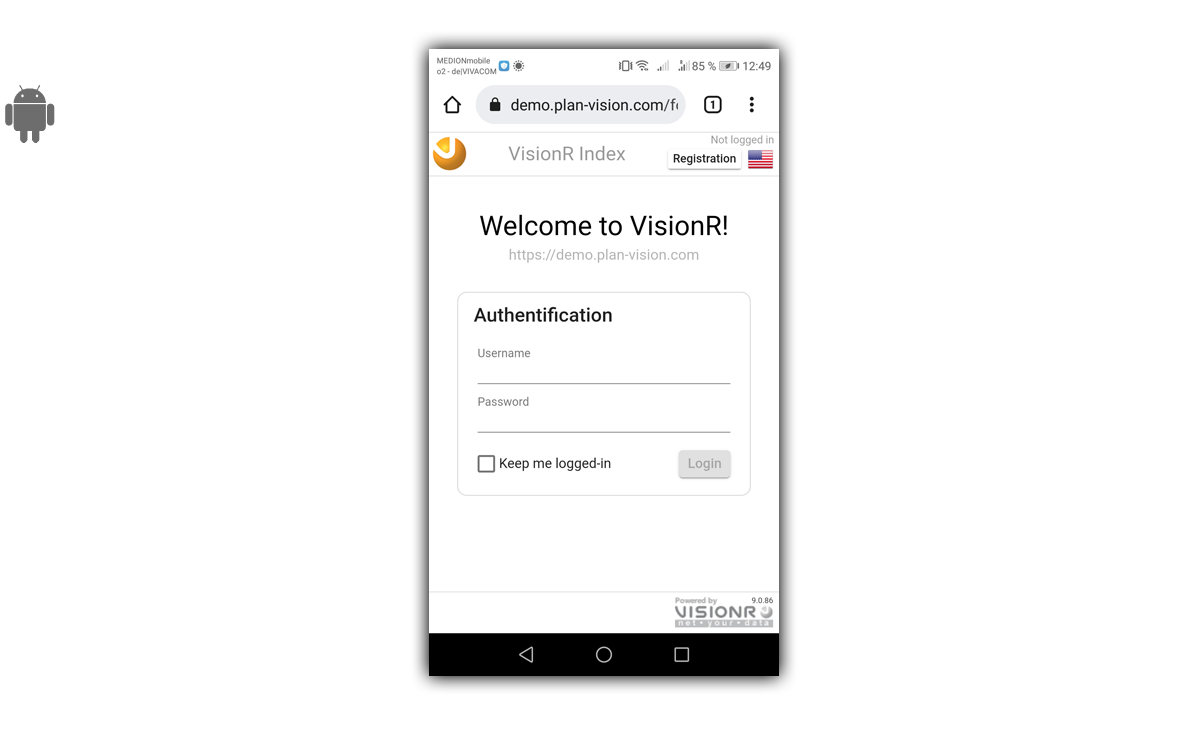 MEDIONmobile
o2 - de|VIVACOM
85 % 12:49
demo.plan-vision.com/f
1
Not logged in
VisionR Index
Registration
Welcome to VisionR!
https://demo.plan-vision.com
Authentification
Username
Password
Keep me logged-in
Login
Powered by
9.0.86
VISIONR
net•your•data